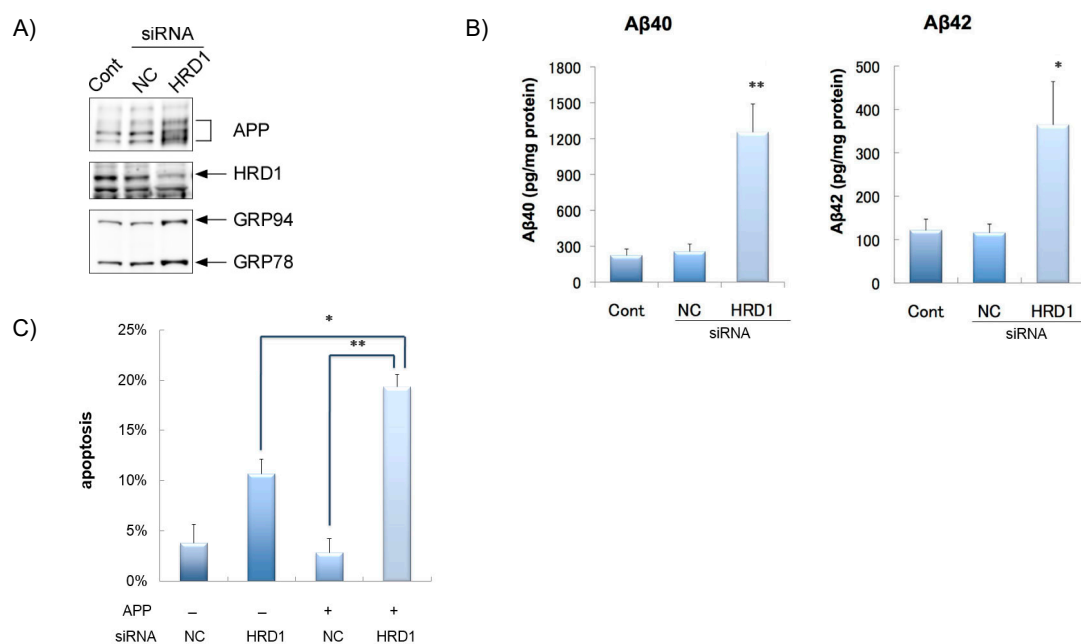 A)
siRNA
Cont NC HRD1
APP
HRD1
GRP94
GRP78
B)
Aβ40
Aβ40 (pg/mg protein)
1800
1500
1200
900
600
300
0
**
Cont NC HRD1
siRNA
Aβ42
Aβ42 (pg/mg protein)
500
400
300
200
100
0
*
Cont NC HRD1
siRNA
C)
apoptosis
25%
20%
15%
10%
5%
0%
*
**
APP – – + +
siRNA NC HRD1 NC HRD1